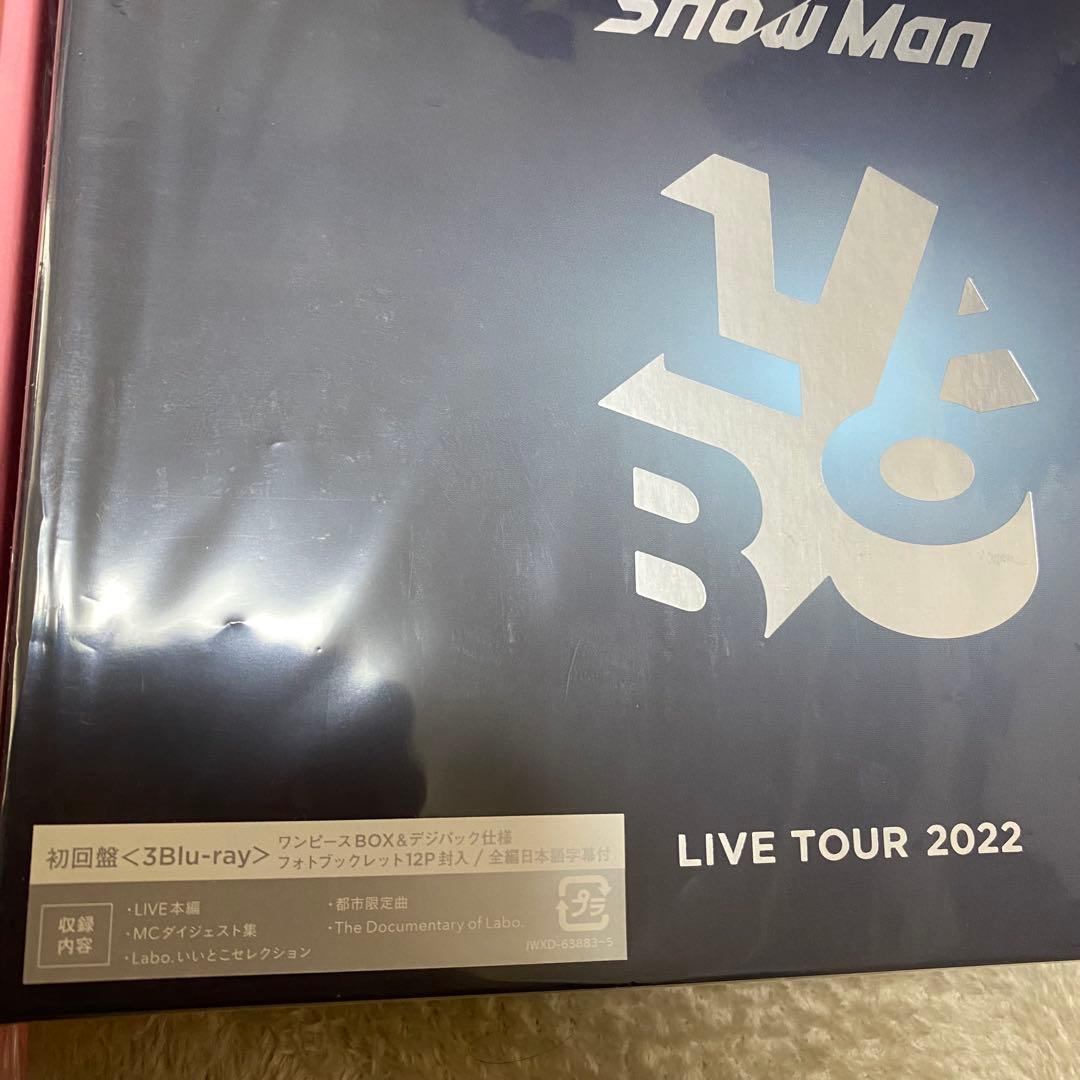 Snow Man
LABO
LIVE TOUR 2022
初回盤<3Blu-ray>
ワンピースBOX&デジパック仕様
フォトブックレット12P封入 / 全編日本語字幕付
収録
内容
・LIVE本編
・MCダイジェスト集
・Labo.いいとこセレクション
・都市限定曲
・The Documentary of Labo.
プラ
JWXD-63883~5